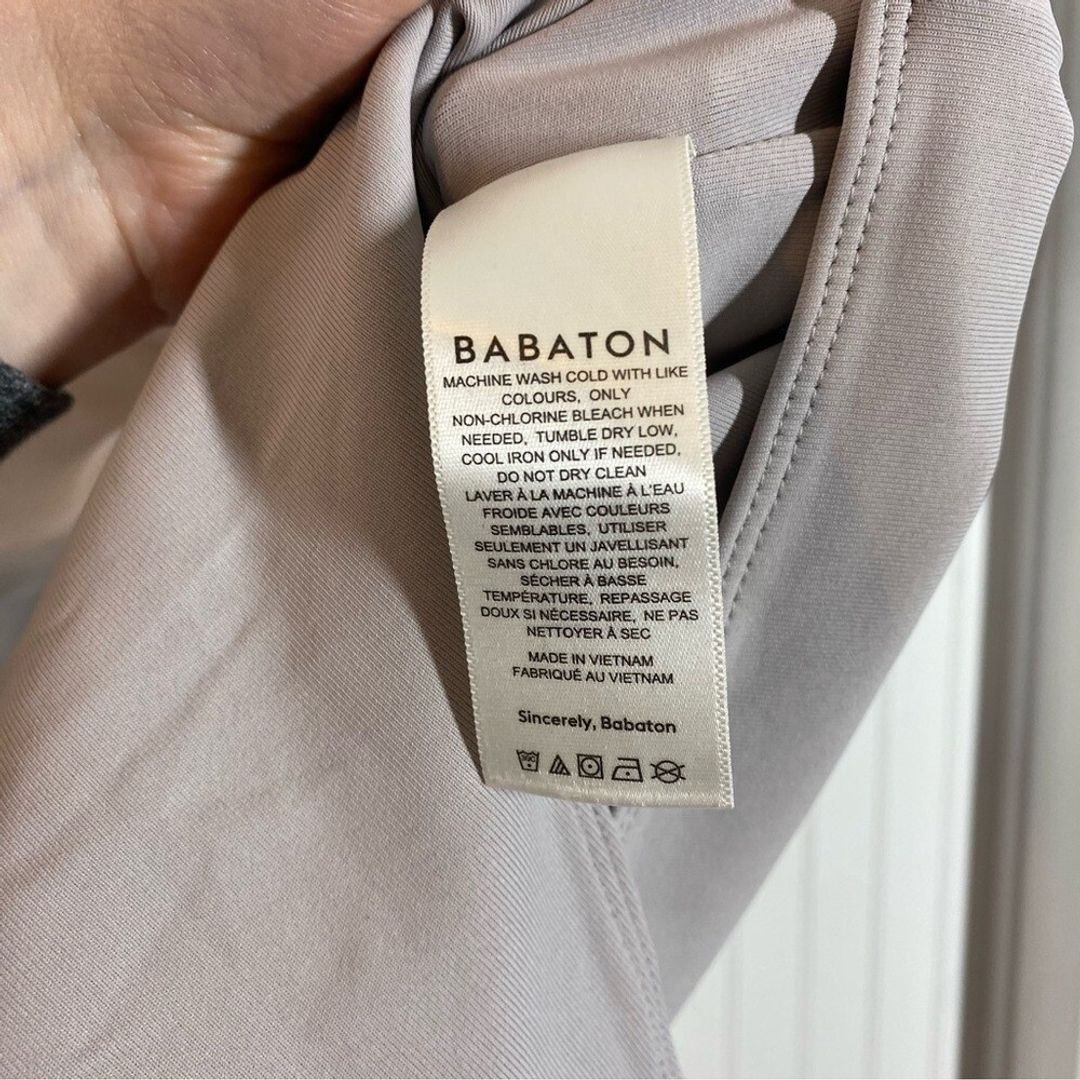 BABATON
MACHINE WASH COLD WITH LIKE
COLOURS, ONLY
NON-CHLORINE BLEACH WHEN
NEEDED, TUMBLE DRY LOW,
COOL IRON ONLY IF NEEDED,
DO NOT DRY CLEAN
LAVER À LA MACHINE À L'EAU
FROIDE AVEC COULEURS
SEMBLABLES, UTILISER
SEULEMENT UN JAVELLISANT
SANS CHLORE AU BESOIN,
SÉCHER À BASSE
TEMPÉRATURE, REPASSAGE
DOUX SI NÉCESSAIRE, NE PAS
NETTOYER À SEC
MADE IN VIETNAM
FABRIQUÉ AU VIETNAM
Sincerely, Babaton